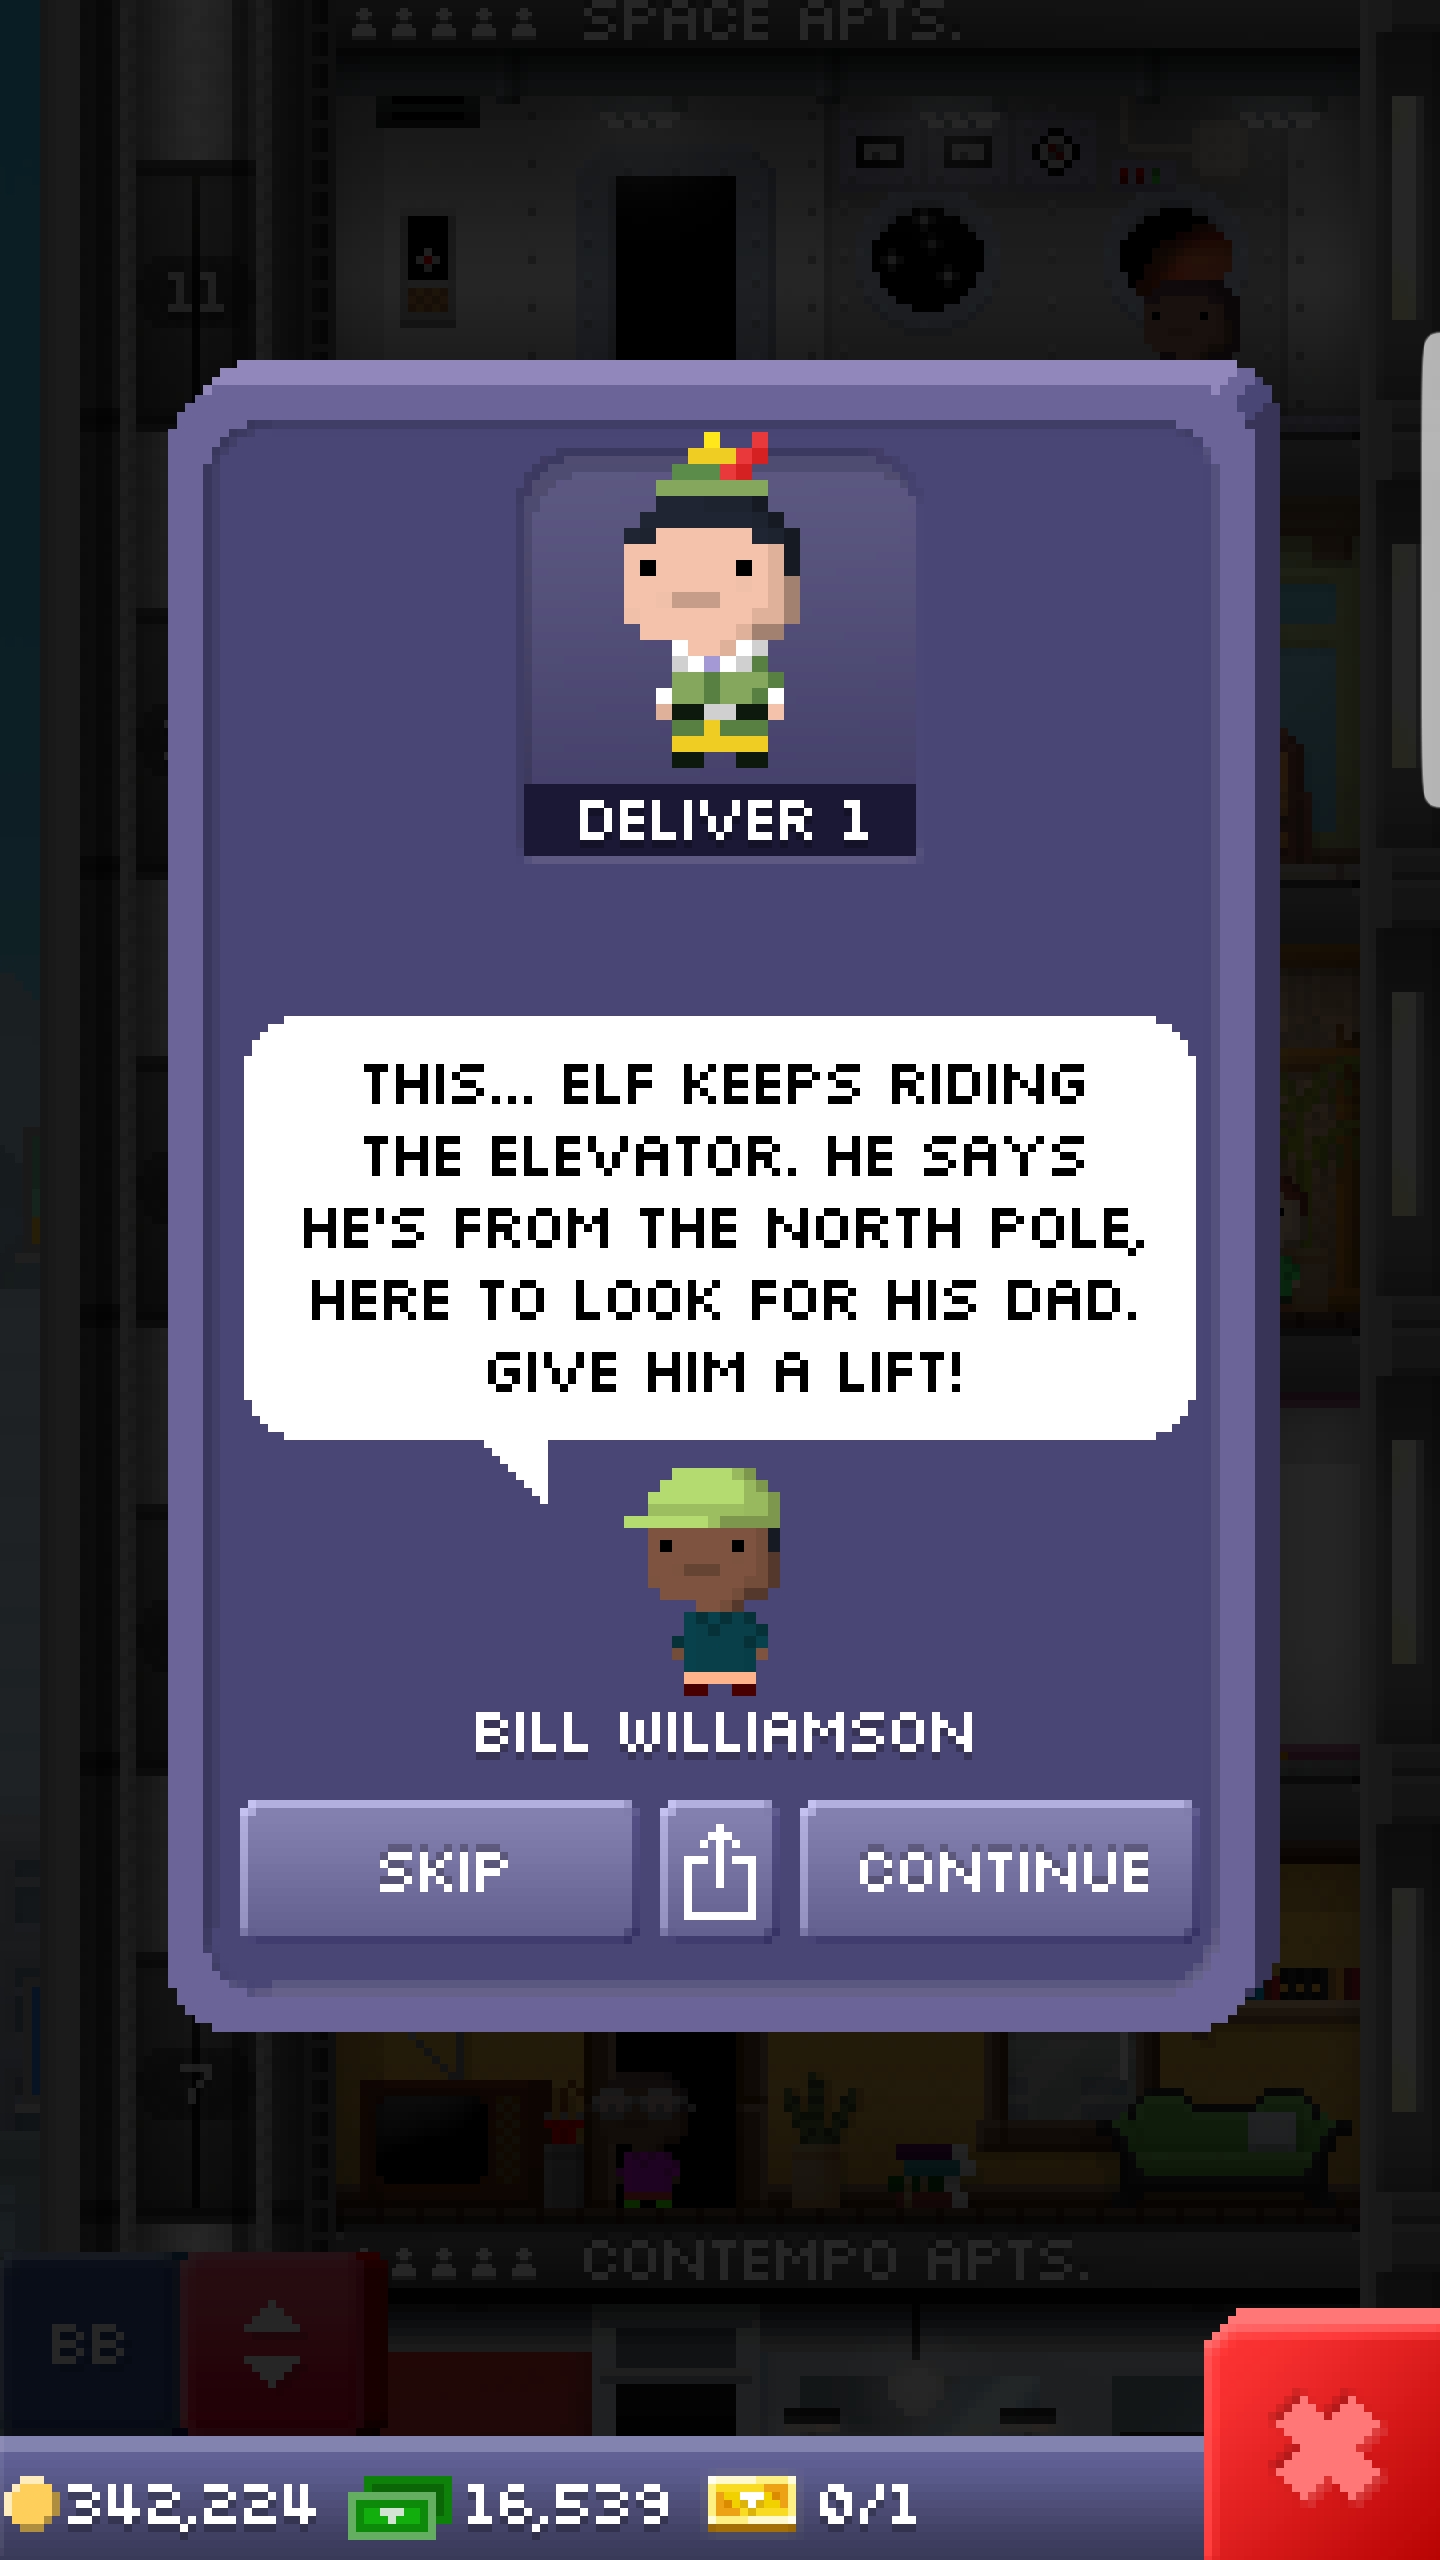 SPACE APTS.
11
DELIVER 1
THIS... ELF KEEPS RIDING
THE ELEVATOR. HE SAYS
HE'S FROM THE NORTH POLE,
HERE TO LOOK FOR HIS DAD.
GIVE HIM A LIFT!
BILL WILLIAMSON
SKIP
CONTINUE
7
CONTEMPO APTS.
BB
342,224
16,539
0/1